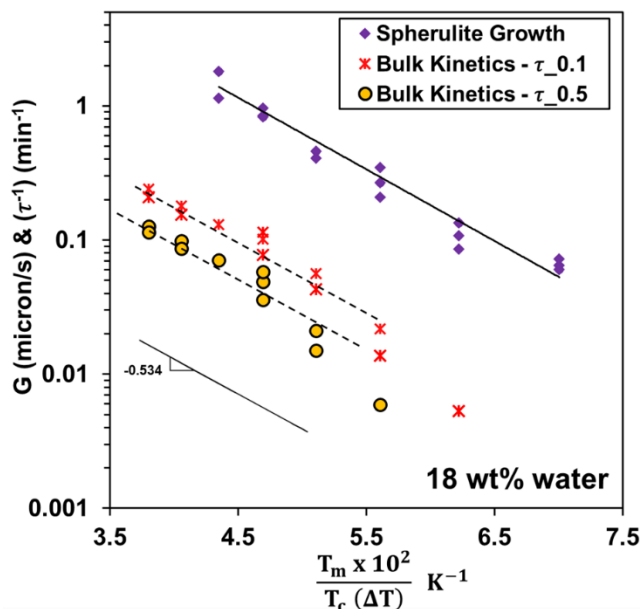 Spherulite Growth
Bulk Kinetics - τ_0.1
Bulk Kinetics - τ_0.5
G (micron/s) & (τ⁻¹) (min⁻¹)
1
0.1
0.01
0.001
-0.534
18 wt% water
3.5 4.5 5.5 6.5 7.5
T_m x 10²
T_c (ΔT)
K⁻¹